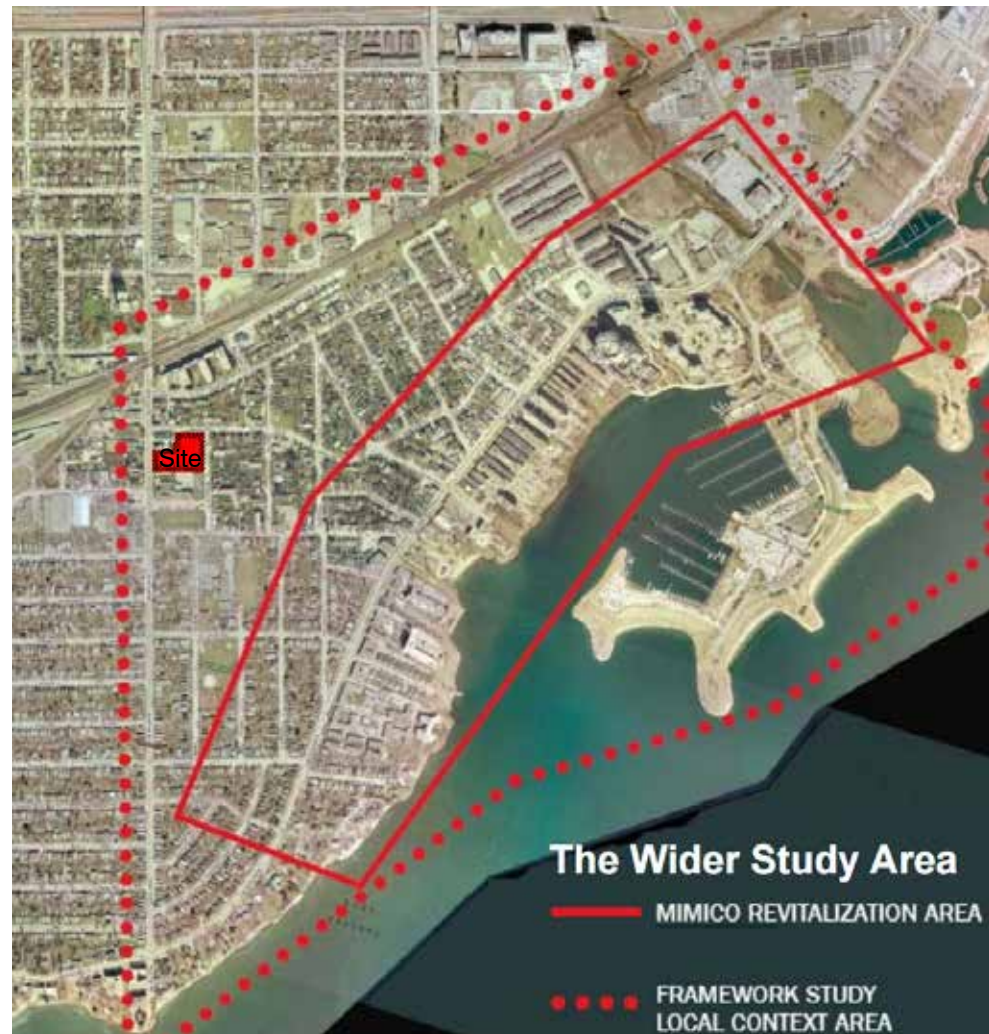 Site
The Wider Study Area
MIMICO REVITALIZATION AREA
FRAMEWORK STUDY
LOCAL CONTEXT AREA